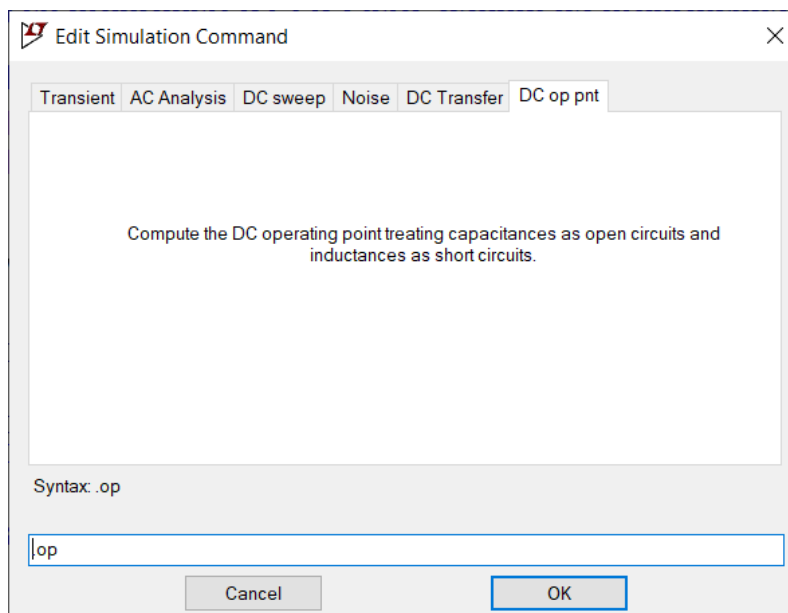 Edit Simulation Command
Transient AC Analysis DC sweep Noise DC Transfer DC op pnt
Compute the DC operating point treating capacitances as open circuits and
inductances as short circuits.
Syntax: .op
.op
Cancel OK